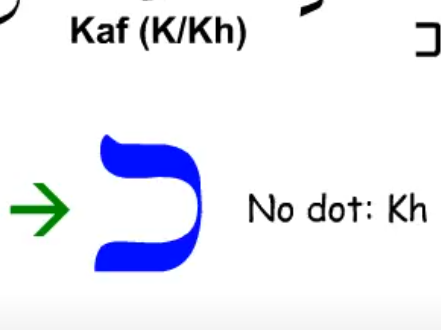 Kaf (K/Kh)
כ
כ No dot: Kh